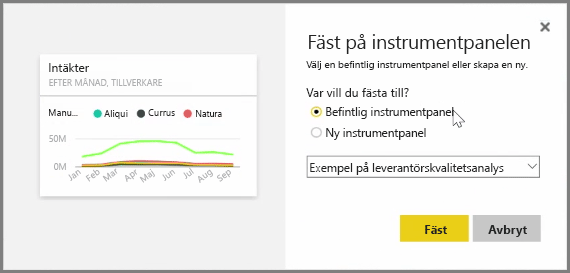 Intäkter
EFTER MÅNAD, TILLVERKARE
Manu... Aliqui Currus Natura
50M
0M
Jan Feb Mar Apr Maj Jun Jul Aug Sep
Fäst på instrumentpanelen
Välj en befintlig instrumentpanel eller skapa en ny.
Var vill du fästa till?
Befintlig instrumentpanel
Ny instrumentpanel
Exempel på leverantörskvalitetsanalys
Fäst Avbryt